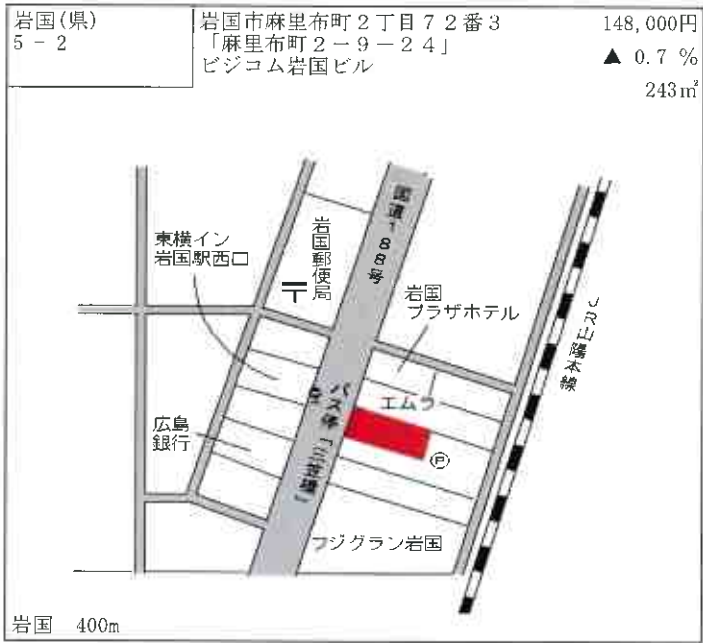 岩国(県)
5-2
岩国市麻里布町2丁目72番3
「麻里布町2-9-24」
ビジコム岩国ビル
148,000円
▲ 0.7 %
243㎡
国道188号
岩国郵便局
〒
東横イン
岩国駅西口
岩国
プラザホテル
JR山陽本線
エムラ
バス停
広島
銀行
Ⓟ
フジグラン岩国
岩国 400m